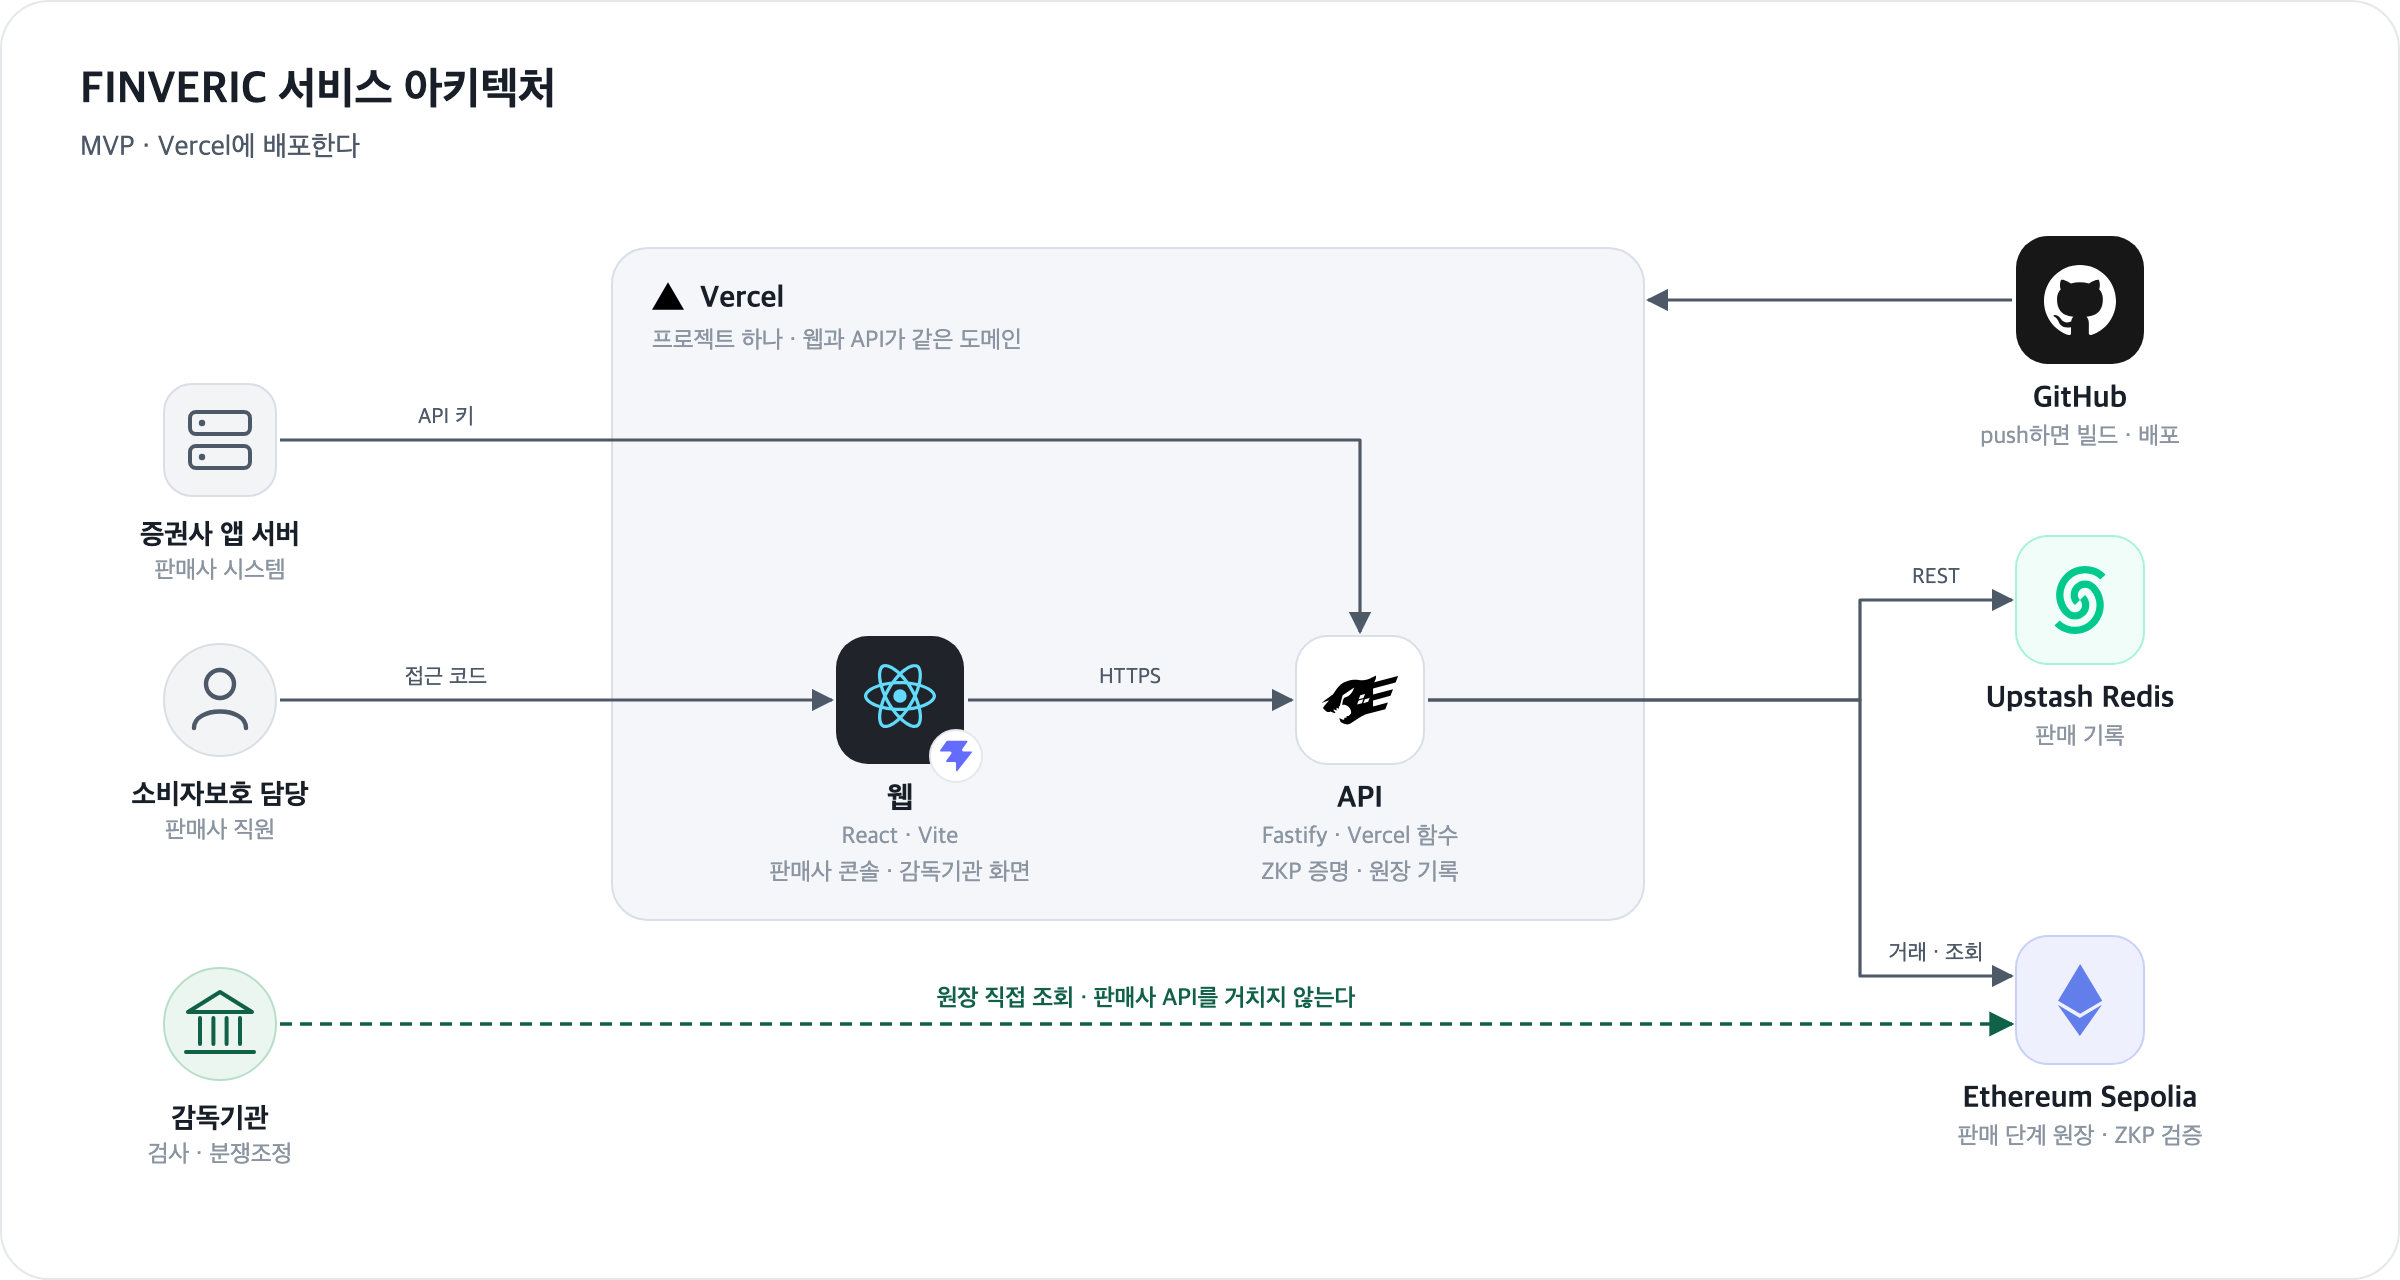 FINVERIC 서비스 아키텍처
MVP · Vercel에 배포한다
Vercel
프로젝트 하나 · 웹과 API가 같은 도메인
GitHub
push하면 빌드 · 배포
API 키
증권사 앱 서버
판매사 시스템
접근 코드
소비자보호 담당
판매사 직원
HTTPS
웹
React · Vite
판매사 콘솔 · 감독기관 화면
API
Fastify · Vercel 함수
ZKP 증명 · 원장 기록
REST
Upstash Redis
판매 기록
거래 · 조회
원장 직접 조회 · 판매사 API를 거치지 않는다
감독기관
검사 · 분쟁조정
Ethereum Sepolia
판매 단계 원장 · ZKP 검증